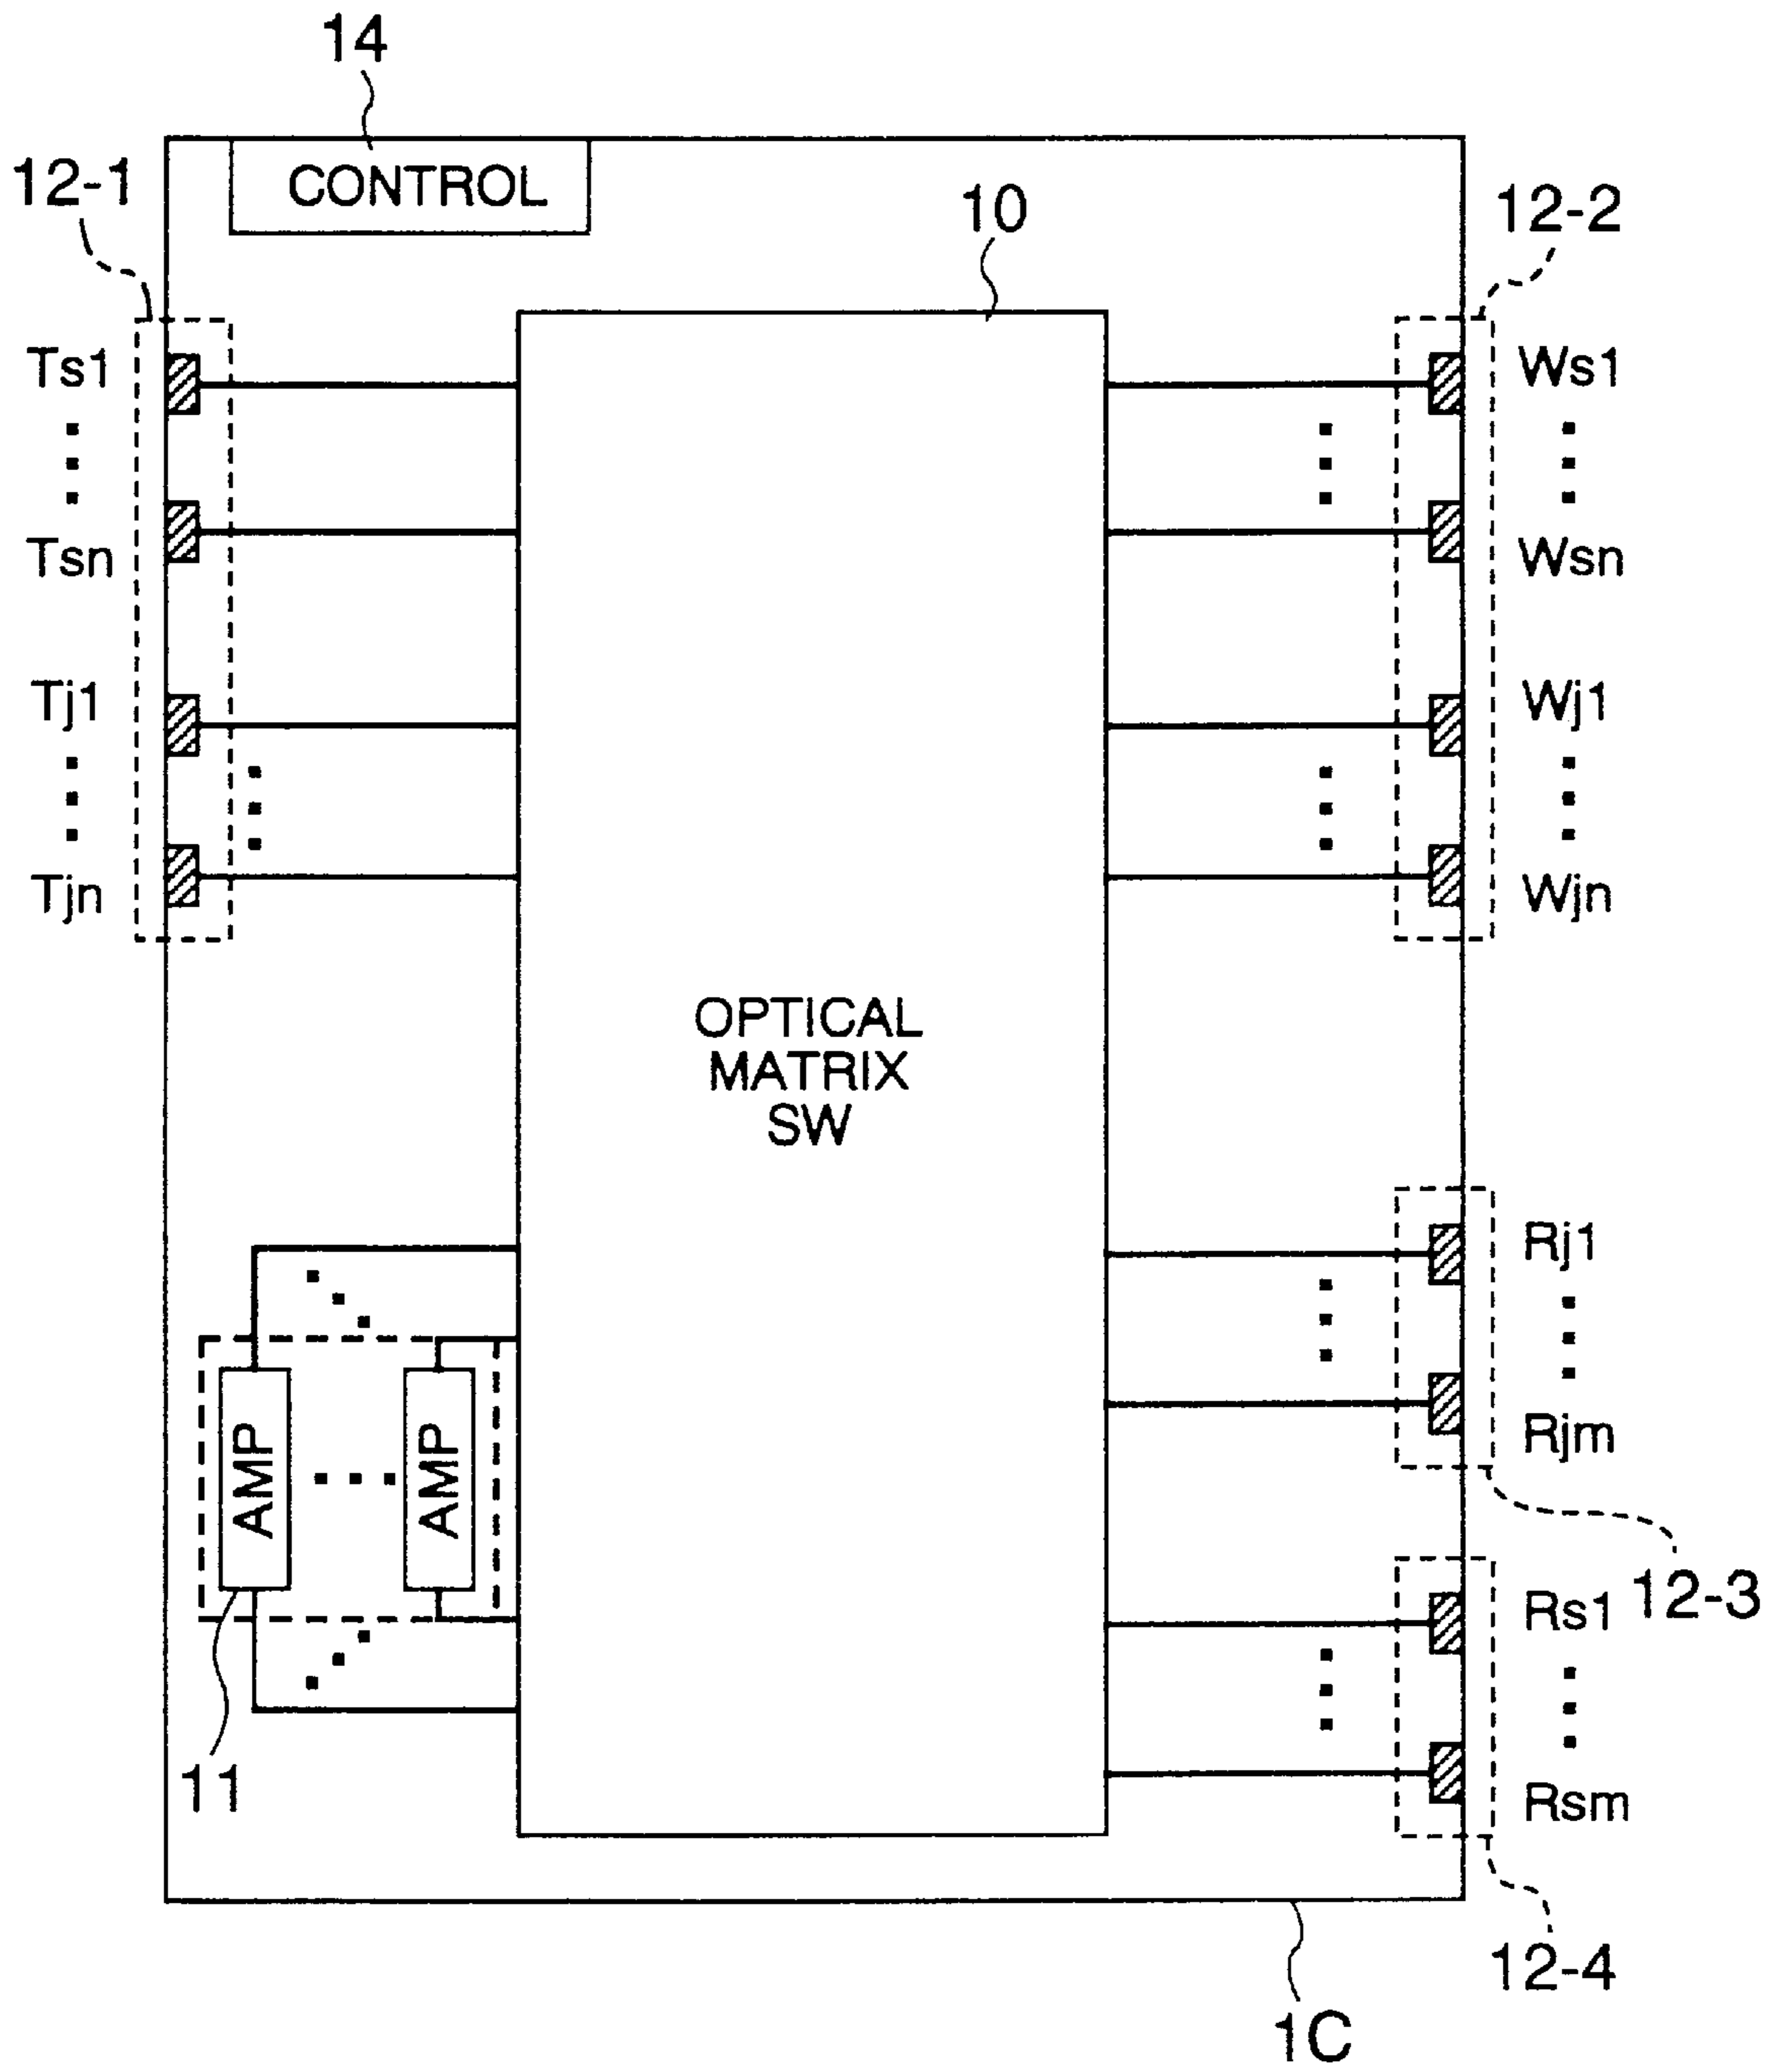 14
CONTROL
12-1
10
12-2
Ts1
Tsn
Tj1
Tjn
Ws1
Wsn
Wj1
Wjn
OPTICAL
MATRIX
SW
Rj1
Rjm
12-3
AMP
AMP
11
Rs1
Rsm
12-4
1C